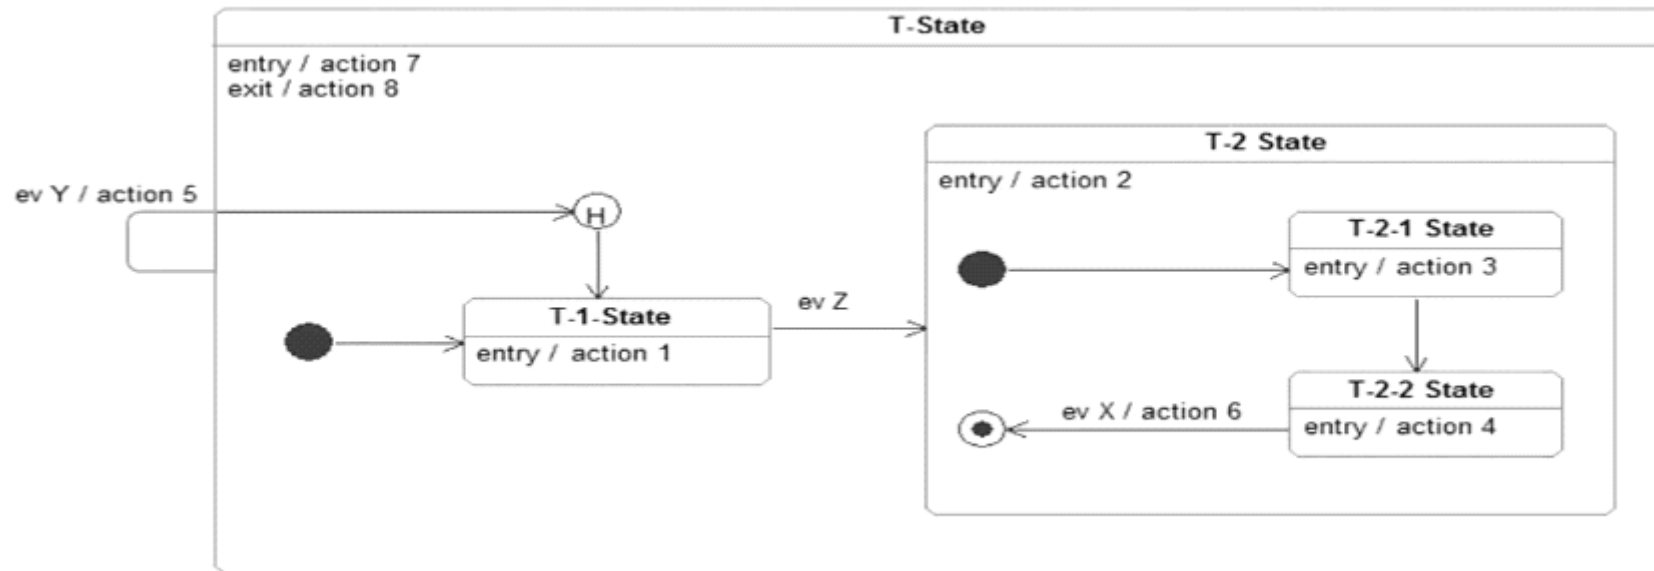 T-State
entry / action 7
exit / action 8
T-2 State
entry / action 2
ev Y / action 5
H
T-2-1 State
entry / action 3
ev Z
T-1-State
entry / action 1
T-2-2 State
ev X / action 6
entry / action 4